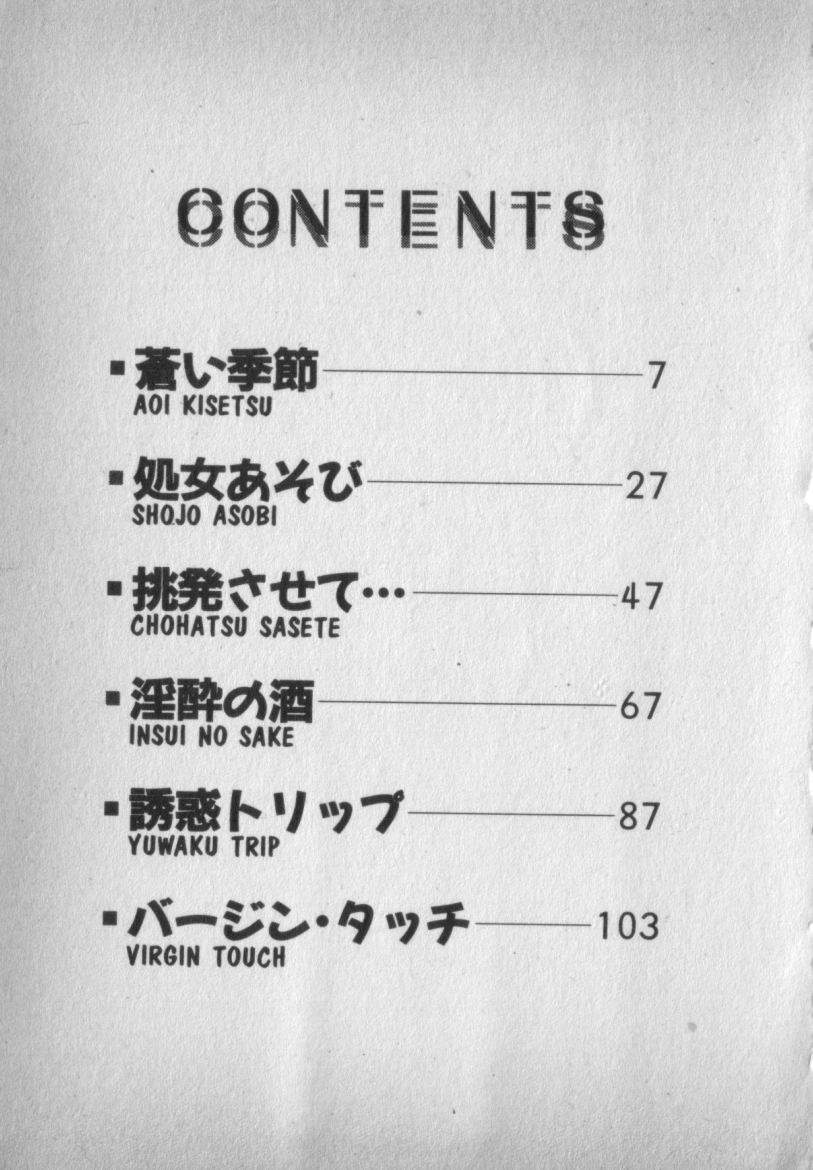 CONTENTS
■蒼い季節 7
AOI KISETSU
■処女あそび 27
SHOJO ASOBI
■挑発させて… 47
CHOHATSU SASETE
■淫酔の酒 67
INSUI NO SAKE
■誘惑トリップ 87
YUWAKU TRIP
■バージン・タッチ 103
VIRGIN TOUCH